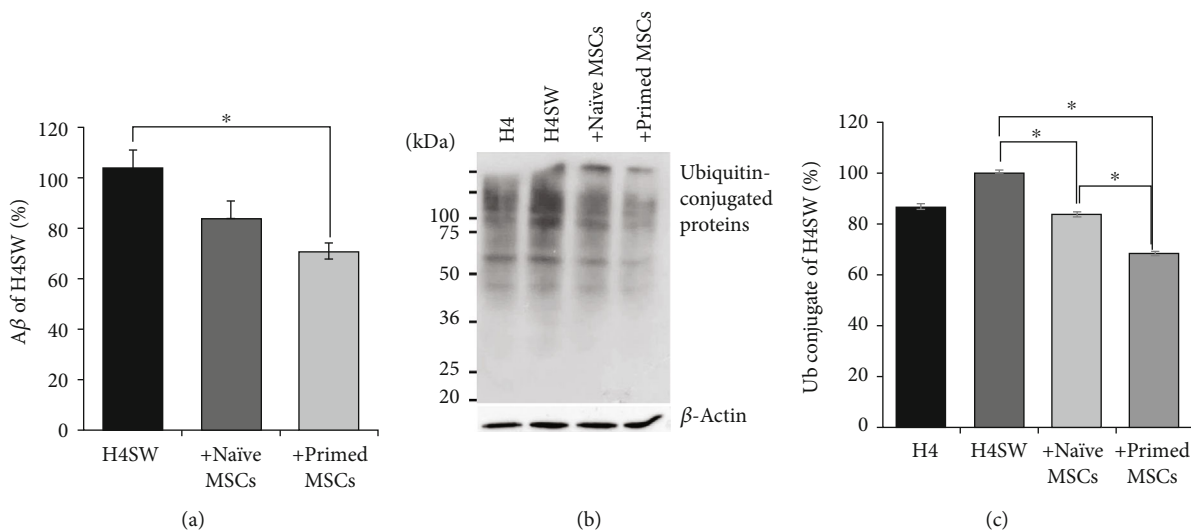 120
100
80
60
40
20
0
Aβ of H4SW (%)
*
H4SW
+Naïve
MSCs
+Primed
MSCs
(a)
H4
H4SW
+Naïve MSCs
+Primed MSCs
(kDa)
100
75
50
36
25
20
Ubiquitin-
conjugated
proteins
β-Actin
(b)
120
100
80
60
40
20
0
Ub conjugate of H4SW (%)
*
*
*
H4
H4SW
+Naïve
MSCs
+Primed
MSCs
(c)